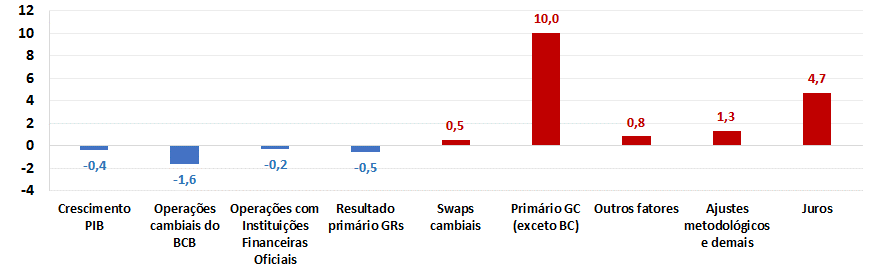 12
10
8
6
4
2
0
-2
-4
-0,4
-1,6
-0,2
-0,5
0,5
10,0
0,8
1,3
4,7
Crescimento
PIB
Operações
cambiais do
BCB
Operações com
Instituições
Financeiras
Oficiais
Resultado
primário GRs
Swaps
cambiais
Primário GC
(exceto BC)
Outros fatores
Ajustes
metodológicos
e demais
Juros